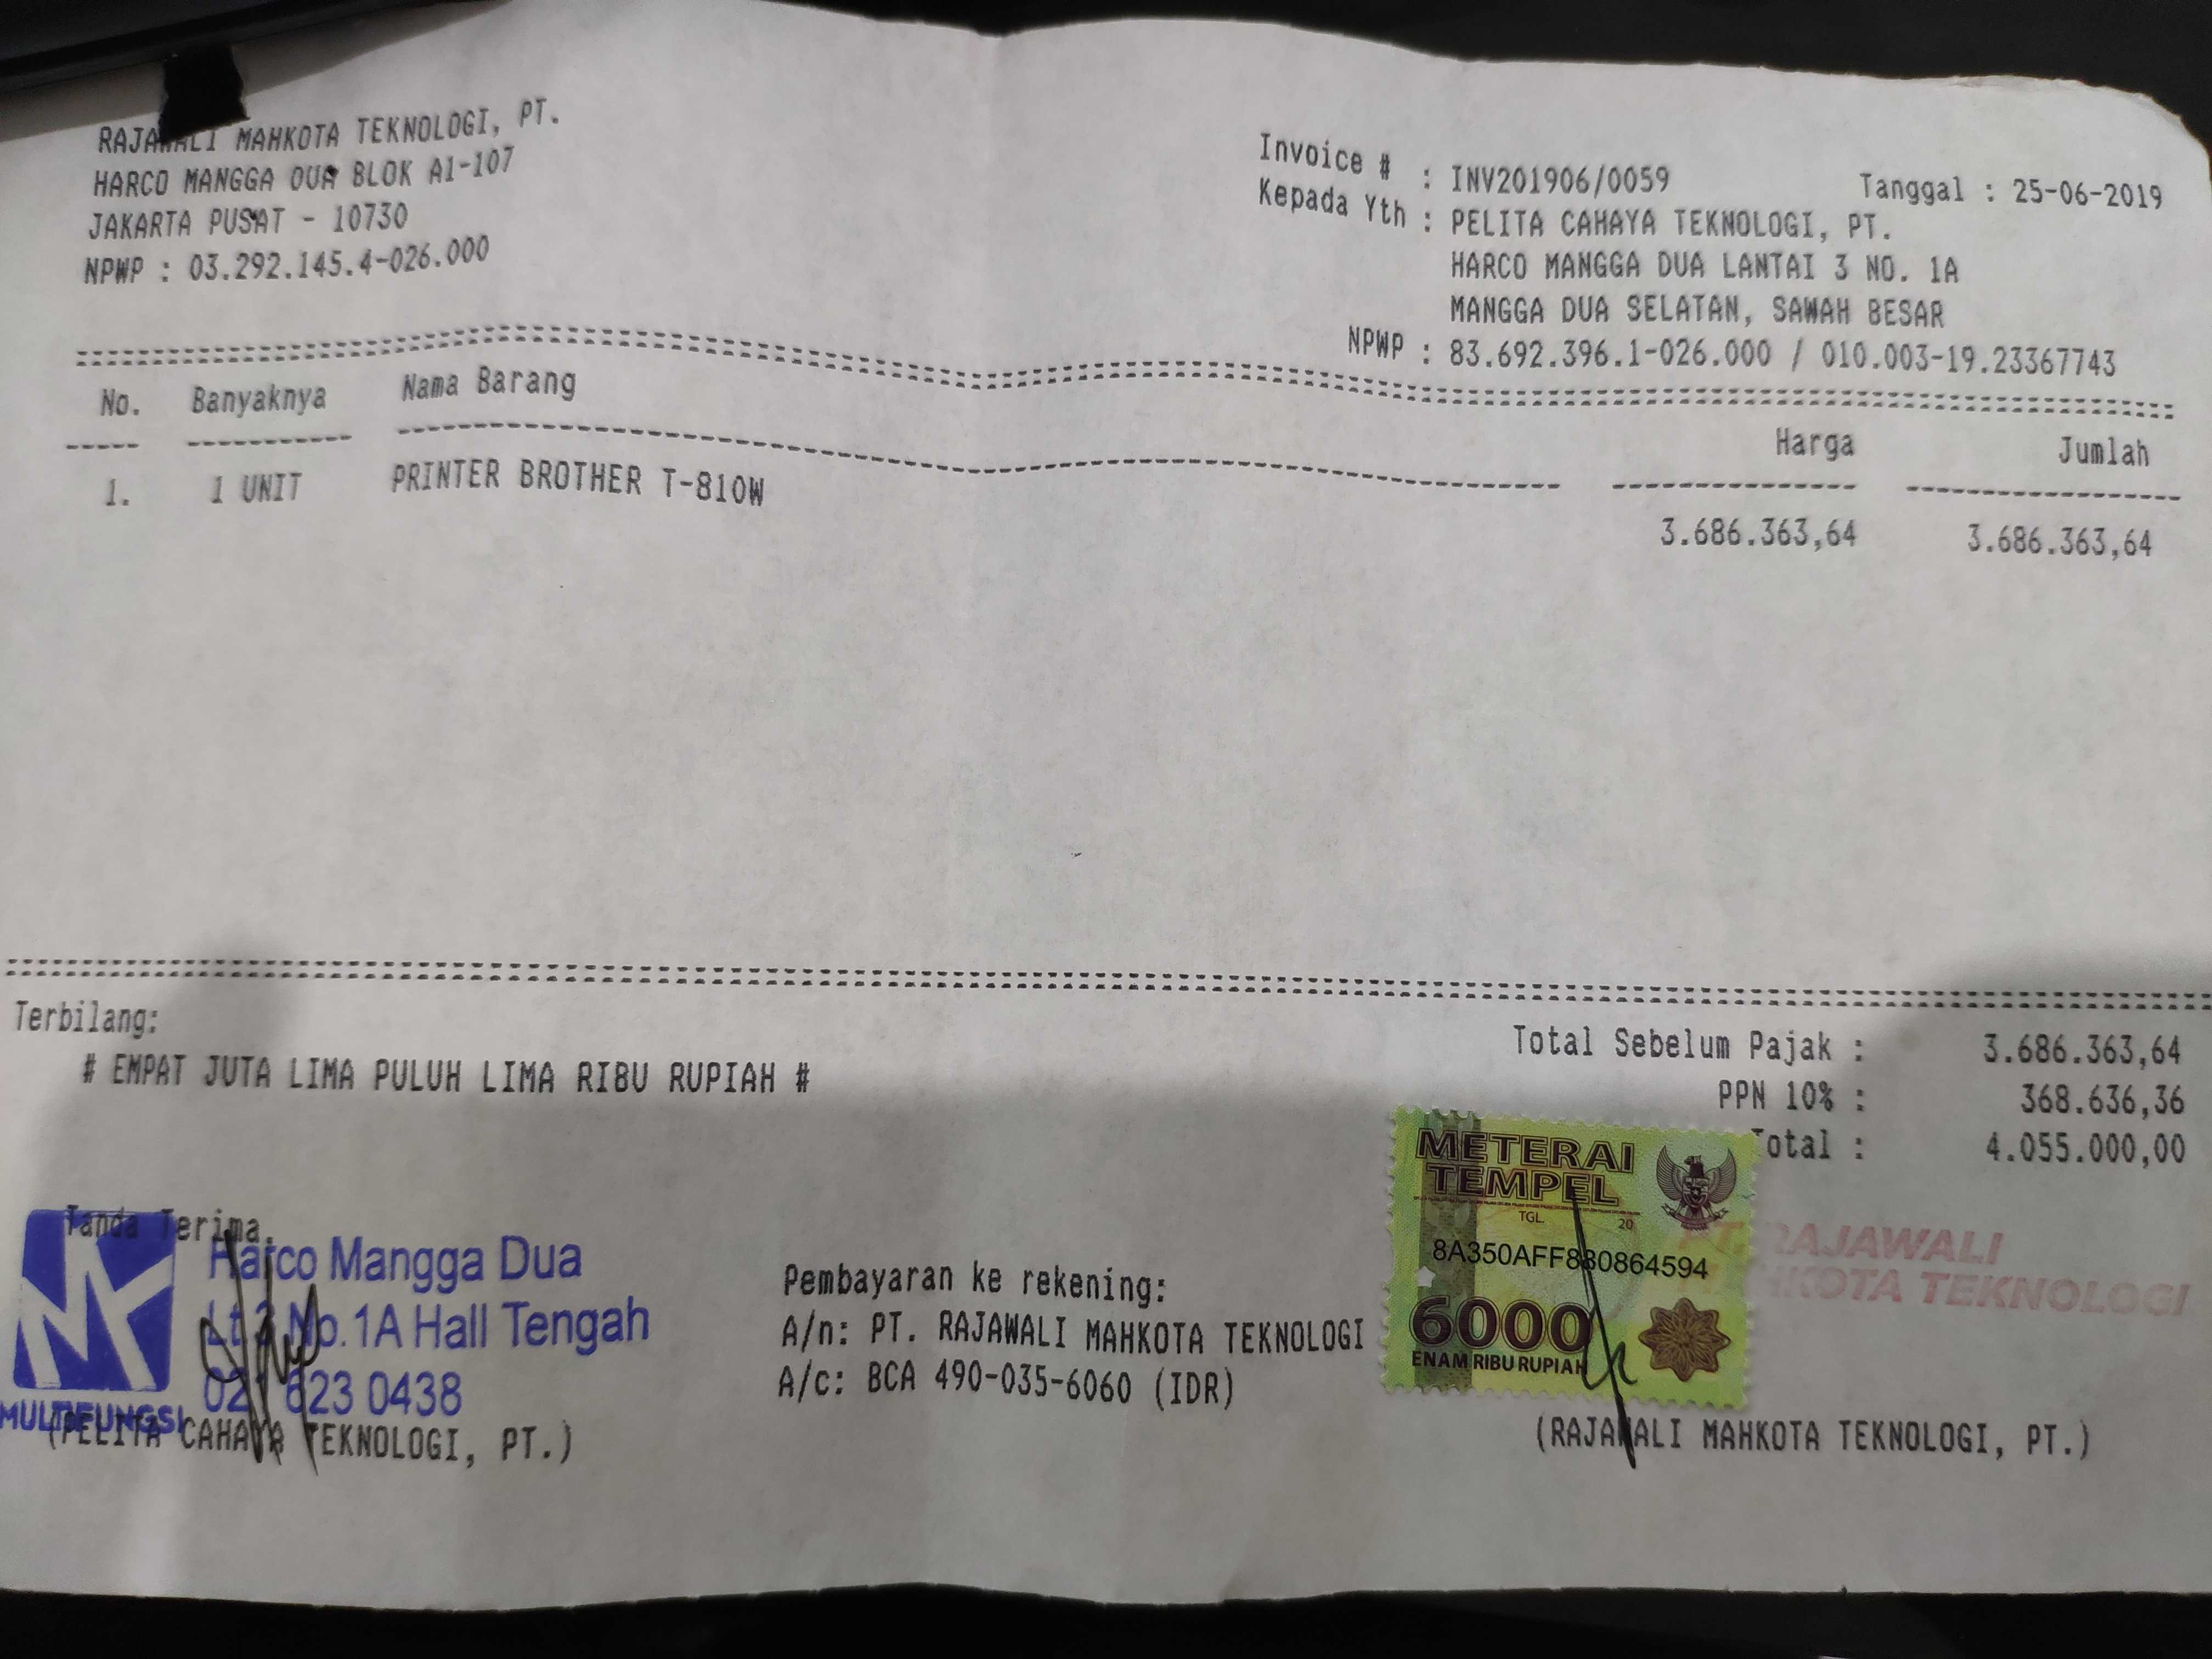 RAJAWALI MAHKOTA TEKNOLOGI, PT.
HARCO MANGGA DUA BLOK A1-107
JAKARTA PUSAT - 10730
NPWP : 03.292.145.4-026.000
Invoice # : INV201906/0059 Tanggal : 25-06-2019
Kepada Yth : PELITA CAHAYA TEKNOLOGI, PT.
HARCO MANGGA DUA LANTAI 3 NO. 1A
MANGGA DUA SELATAN, SAWAH BESAR
NPWP : 83.692.396.1-026.000 / 010.003-19.23367743
No. Banyaknya Nama Barang Harga Jumlah
1. 1 UNIT PRINTER BROTHER T-810W 3.686.363,64 3.686.363,64
Terbilang:
# EMPAT JUTA LIMA PULUH LIMA RIBU RUPIAH #
Total Sebelum Pajak : 3.686.363,64
PPN 10% : 368.636,36
Total : 4.055.000,00
Tanda Terima,
Harco Mangga Dua
Lt.3 No.1A Hall Tengah
021 623 0438
MULTIFUNGSI
(PELITA CAHAYA TEKNOLOGI, PT.)
Pembayaran ke rekening:
A/n: PT. RAJAWALI MAHKOTA TEKNOLOGI
A/c: BCA 490-035-6060 (IDR)
METERAI
TEMPEL
TGL. 20
8A350AFF880864594
6000
ENAM RIBU RUPIAH
PT. RAJAWALI
MAHKOTA TEKNOLOGI
(RAJAWALI MAHKOTA TEKNOLOGI, PT.)